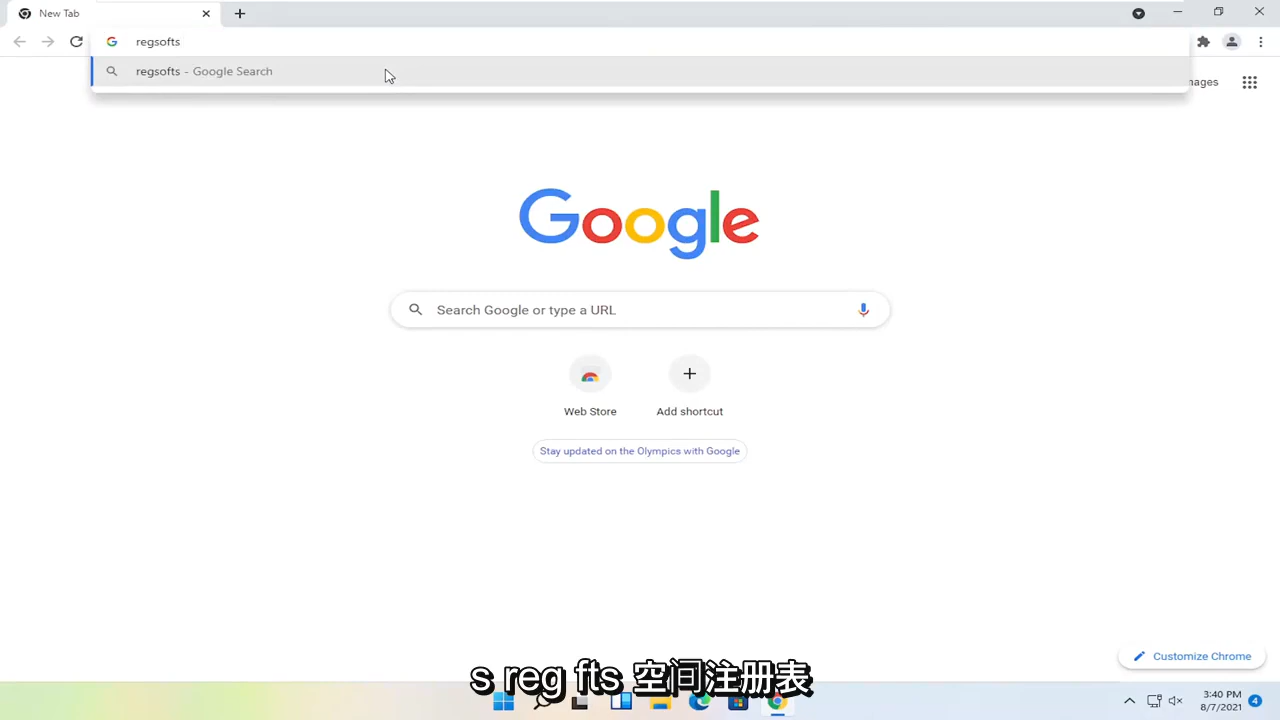 New Tab
regsofts
regsofts - Google Search
mages
Google
Search Google or type a URL
Web Store
Add shortcut
Stay updated on the Olympics with Google
Customize Chrome
s reg fts 空间注册表
3:40 PM
8/7/2021
4